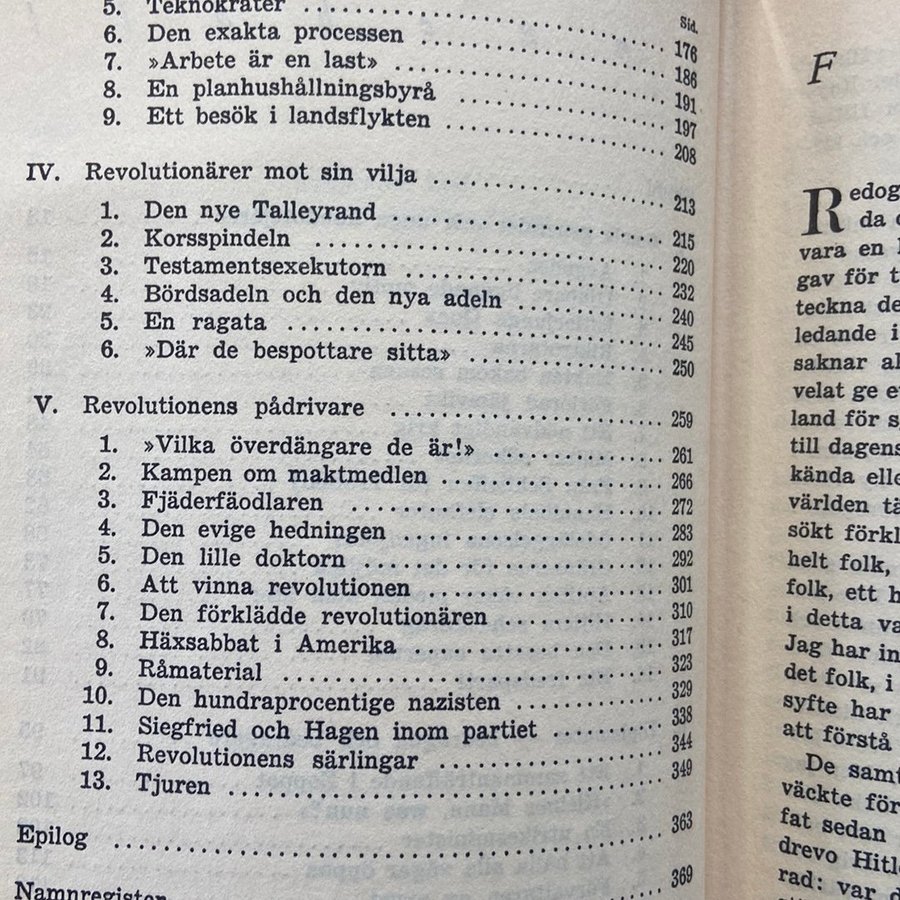 Sid.
5. Teknokrater ........ 176
6. Den exakta processen ........ 186
7. »Arbete är en last» ........ 191
8. En planhushållningsbyrå ........ 197
9. Ett besök i landsflykten ........ 208
IV. Revolutionärer mot sin vilja ........ 213
1. Den nye Talleyrand ........ 215
2. Korsspindeln ........ 220
3. Testamentsexekutorn ........ 232
4. Bördsadeln och den nya adeln ........ 240
5. En ragata ........ 245
6. »Där de bespottare sitta» ........ 250
V. Revolutionens pådrivare ........ 259
1. »Vilka överdängare de är!» ........ 261
2. Kampen om maktmedlen ........ 266
3. Fjäderfäodlaren ........ 272
4. Den evige hedningen ........ 283
5. Den lille doktorn ........ 292
6. Att vinna revolutionen ........ 301
7. Den förklädde revolutionären ........ 310
8. Häxsabbat i Amerika ........ 317
9. Råmaterial ........ 323
10. Den hundraprocentige nazisten ........ 329
11. Siegfried och Hagen inom partiet ........ 338
12. Revolutionens särlingar ........ 344
13. Tjuren ........ 349
Epilog ........ 363
Namnregister ........ 369
F
Redog
da
vara en
gav för t
teckna de
ledande i
saknar al
velat ge e
land för s
till dagens
kända elle
världen tä
sökt förkl
helt folk,
folk, ett h
i detta va
Jag har in
det folk, i
syfte har
att förstå
De samt
väckte för
fat sedan
drevo Hitl
rad: var d